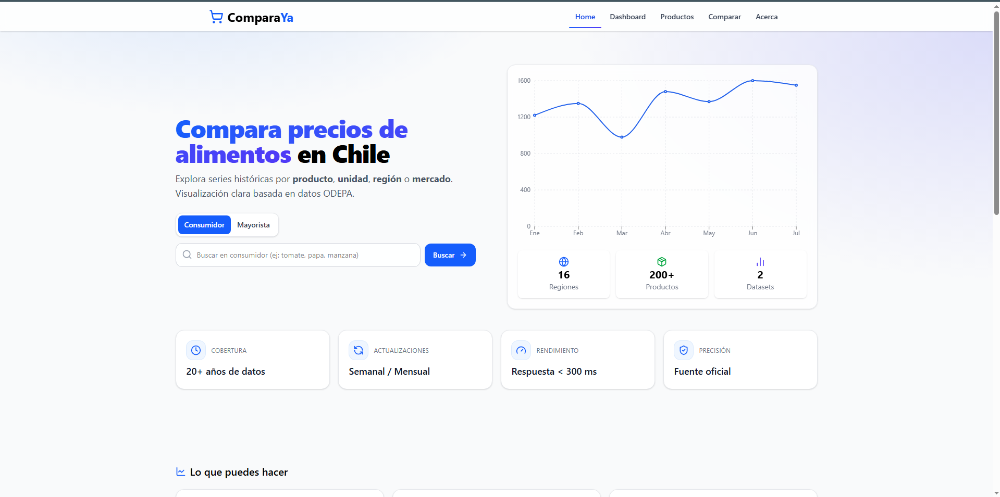 ComparaYa
Home Dashboard Productos Comparar Acerca
Compara precios de
alimentos en Chile
Explora series históricas por producto, unidad, región o mercado.
Visualización clara basada en datos ODEPA.
Consumidor Mayorista
Buscar en consumidor (ej: tomate, papa, manzana)
Buscar
1600
1200
800
400
0
Ene Feb Mar Abr May Jun Jul
16
Regiones
200+
Productos
2
Datasets
COBERTURA
20+ años de datos
ACTUALIZACIONES
Semanal / Mensual
RENDIMIENTO
Respuesta < 300 ms
PRECISIÓN
Fuente oficial
Lo que puedes hacer